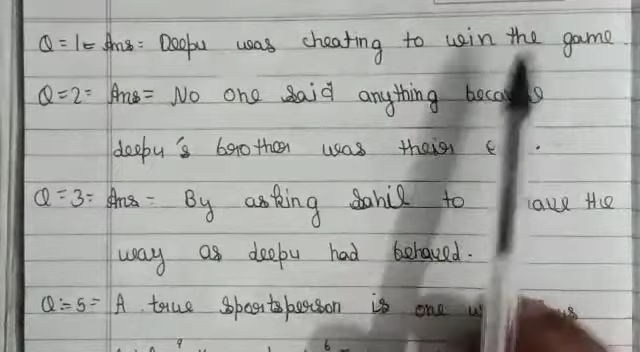 Q=1= Ans= Deepu was cheating to win the game
Q=2= Ans= No one said anything because
deepu's brother was their
Q=3= Ans= By asking Sahil to the
way as deepu had behaved.
Q=5= A true sportsperson is one